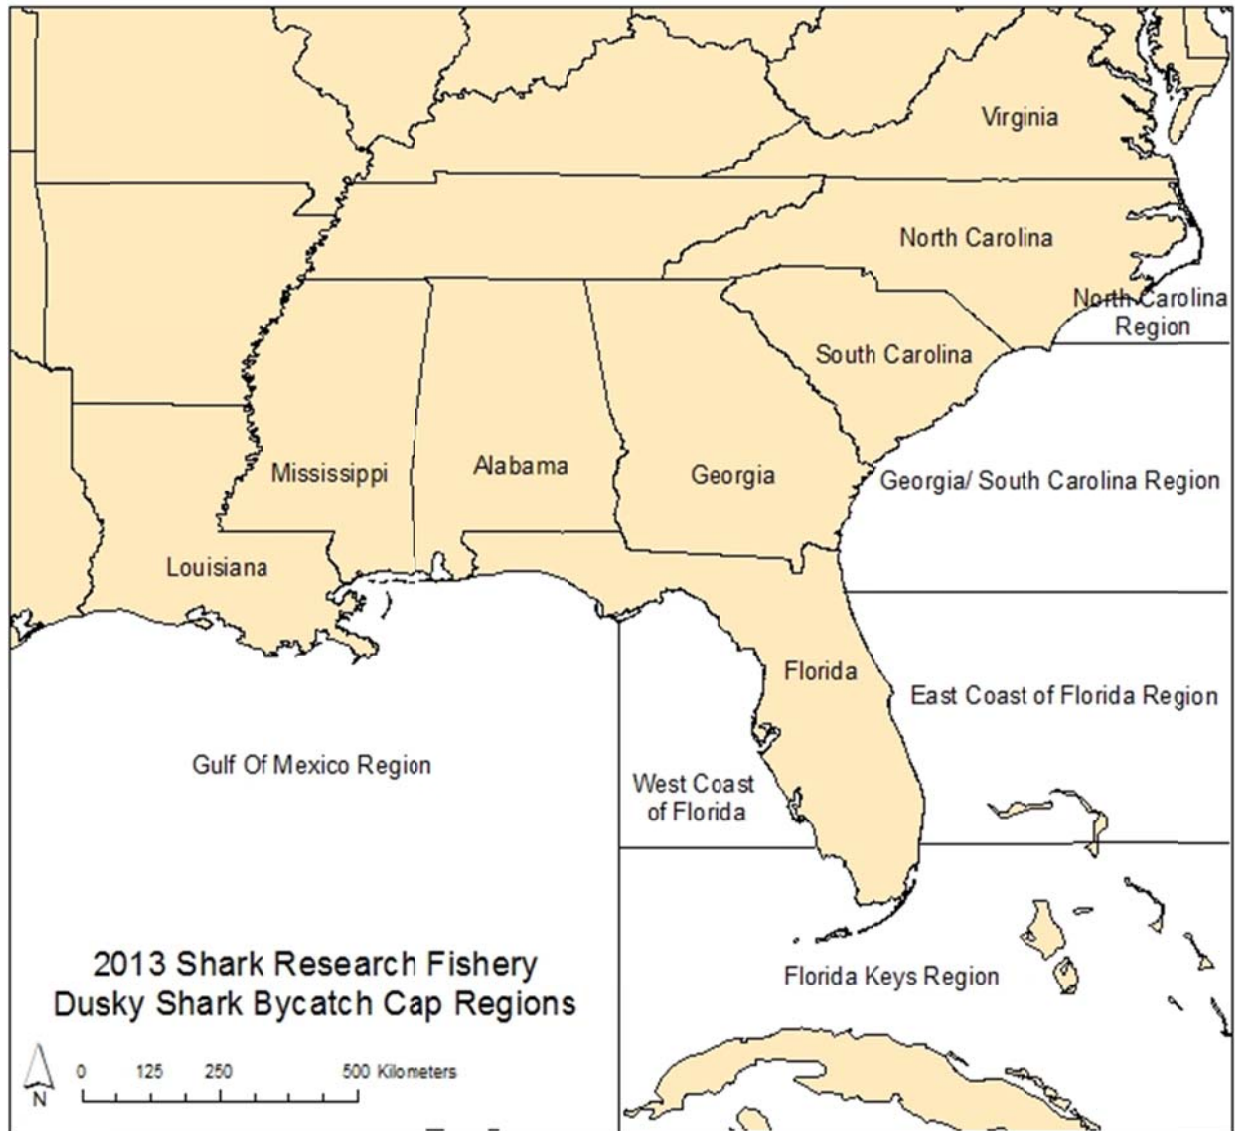 Virginia
North Carolina
North Carolina
Region
South Carolina
Mississippi
Alabama
Georgia
Georgia/ South Carolina Region
Louisiana
Florida
East Coast of Florida Region
Gulf Of Mexico Region
West Coast
of Florida
2013 Shark Research Fishery
Dusky Shark Bycatch Cap Regions
Florida Keys Region
0 125 250 500 Kilometers
N